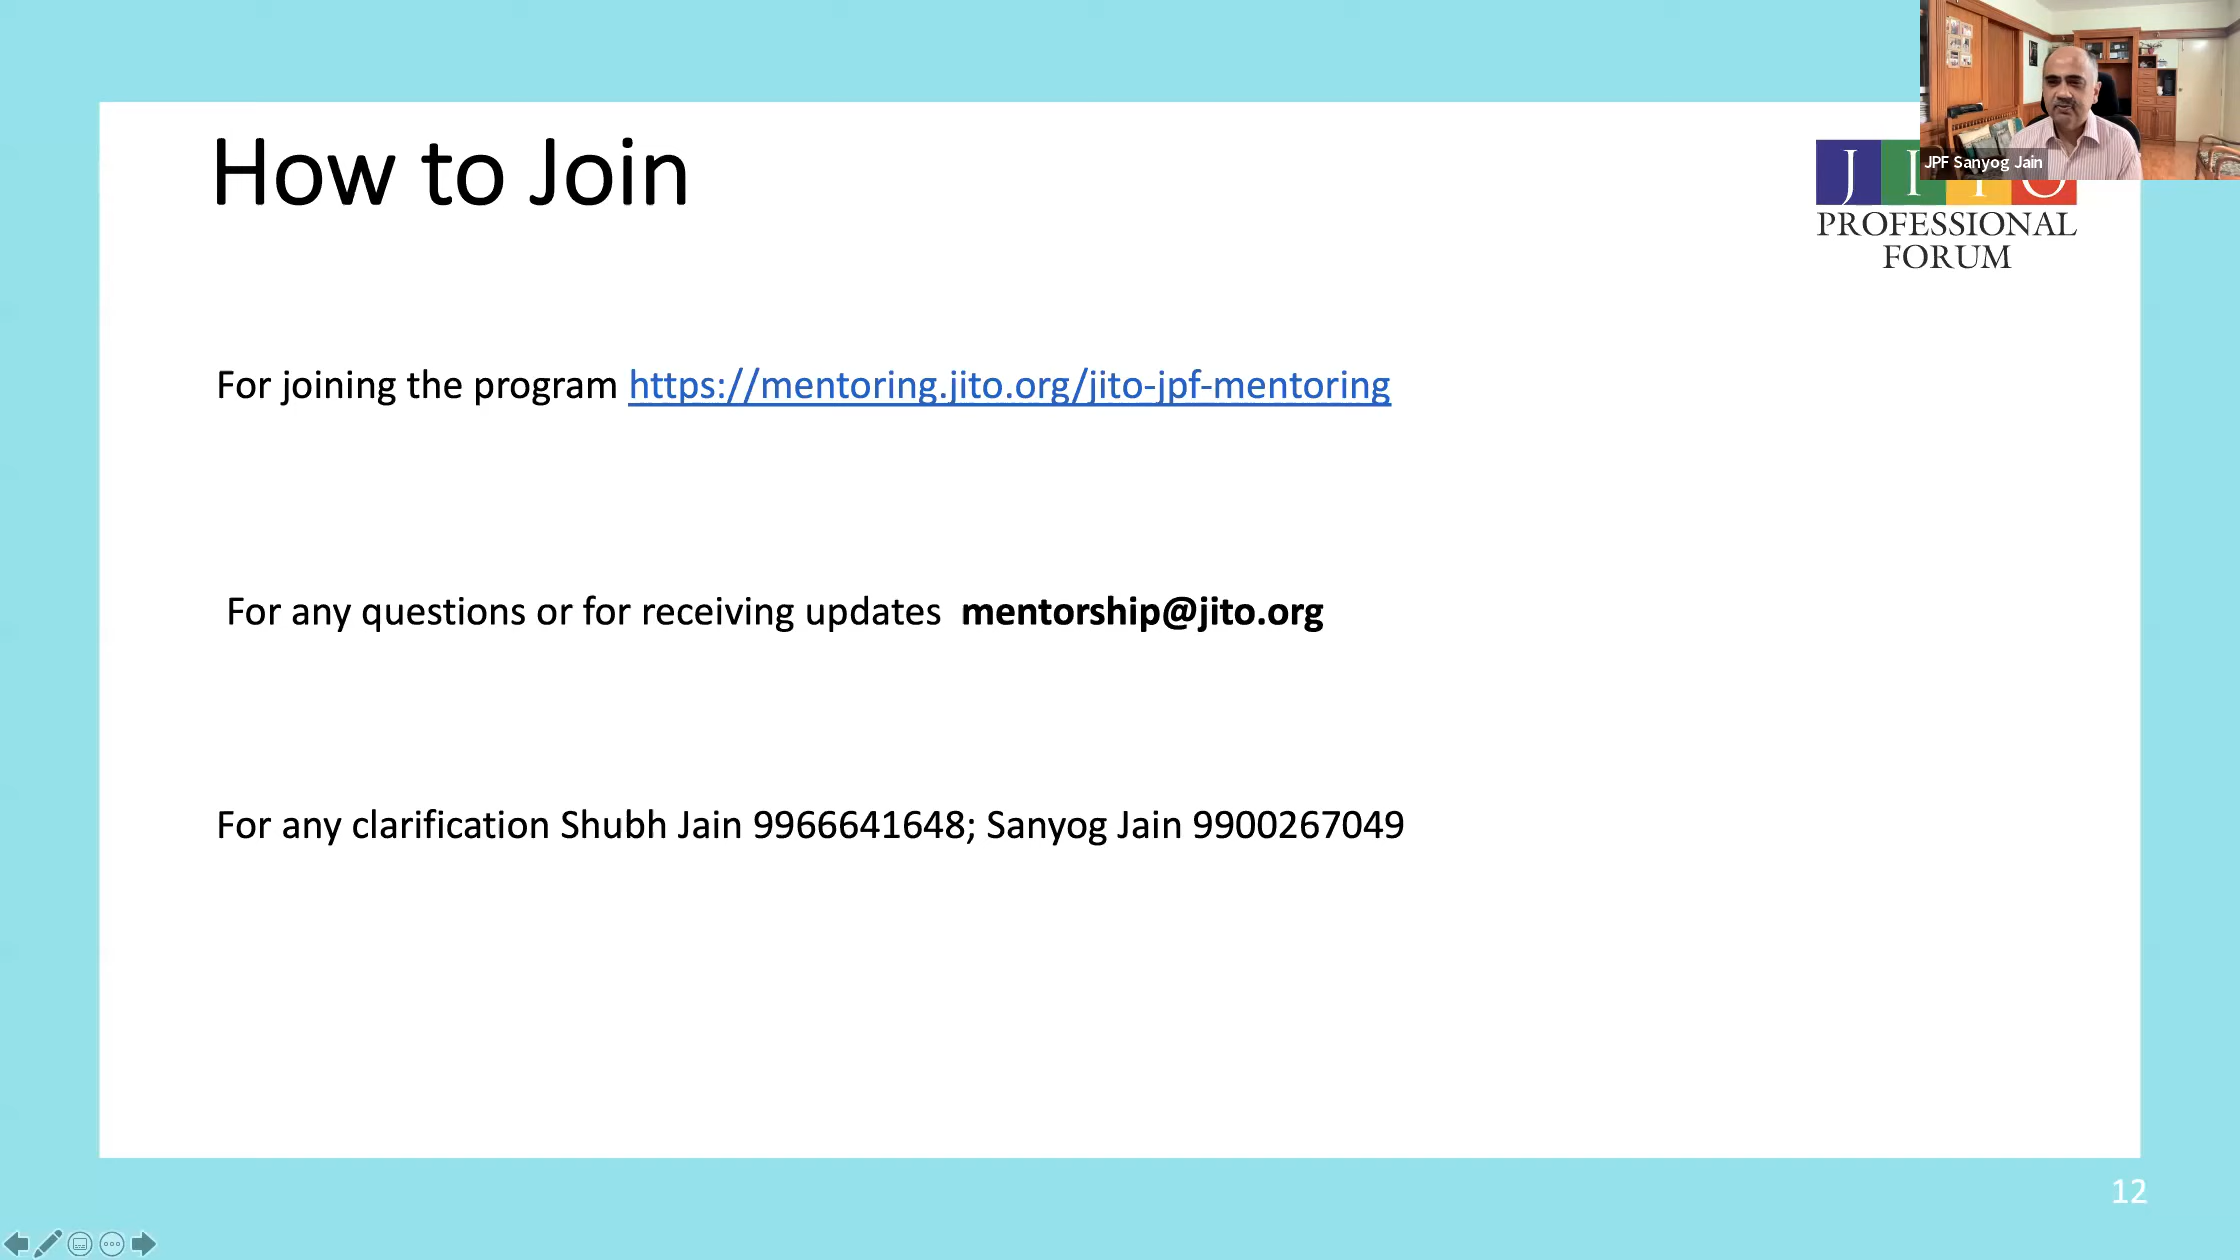 How to Join
JPF Sanyog Jain
JITO
PROFESSIONAL
FORUM
For joining the program https://mentoring.jito.org/jito-jpf-mentoring
For any questions or for receiving updates mentorship@jito.org
For any clarification Shubh Jain 9966641648; Sanyog Jain 9900267049
12